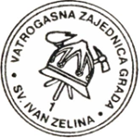 VATROGASNA ZAJEDNICA GRADA
• SV. IVAN ZELINA •
1